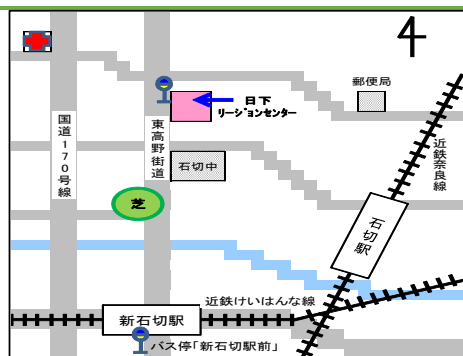 郵便局
日下
リージョンセンター
国道170号線
東高野街道
近鉄奈良線
石切中
芝
石切駅
近鉄けいはんな線
新石切駅
バス停「新石切駅前」